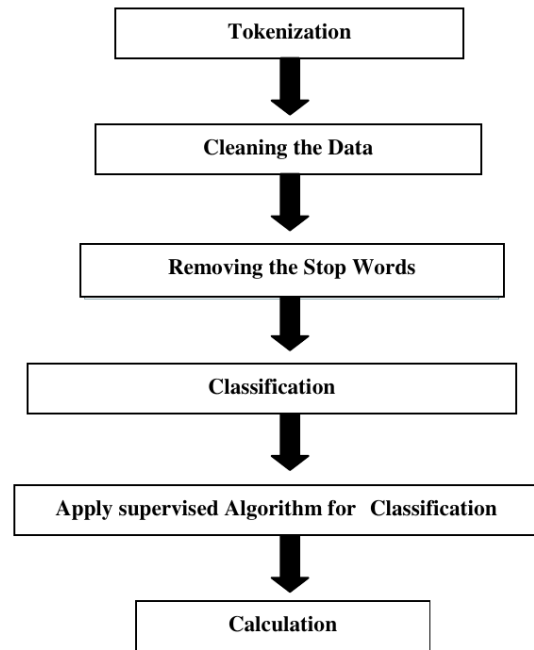 Tokenization
Cleaning the Data
Removing the Stop Words
Classification
Apply supervised Algorithm for Classification
Calculation